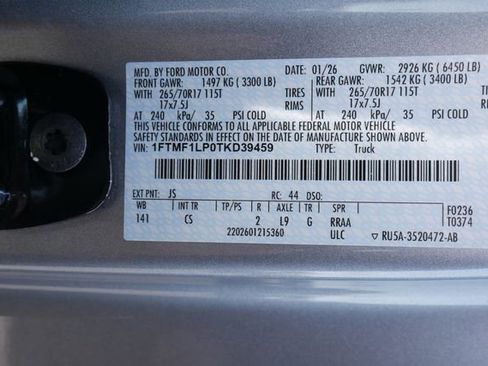 MFD. BY FORD MOTOR CO. 01/26 GVWR: 2926 KG ( 6450 LB)
FRONT GAWR: 1497 KG ( 3300 LB) REAR GAWR: 1542 KG ( 3400 LB)
WITH 265/70R17 115T TIRES WITH 265/70R17 115T TIRES
17x7.5J RIMS 17x7.5J
AT 240 kPa/ 35 PSI COLD AT 240 kPa/ 35 PSI COLD
THIS VEHICLE CONFORMS TO ALL APPLICABLE FEDERAL MOTOR VEHICLE
SAFETY STANDARDS IN EFFECT ON THE DATE OF MANUFACTURE SHOWN ABOVE.
VIN: 1FTMF1LP0TKD39459 TYPE: Truck
EXT PNT: JS RC: 44 DSO: F0236
WB INT TR TP/PS R AXLE TR SPR T0374
141 CS 2 L9 G RRAA
2202601215360 ULC ▽ RU5A-3520472-AB